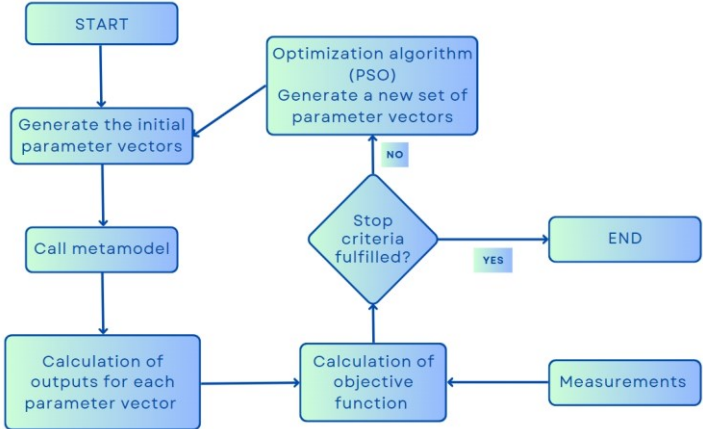 START
Generate the initial
parameter vectors
Call metamodel
Calculation of
outputs for each
parameter vector
Calculation of
objective
function
Measurements
Stop
criteria
fulfilled?
NO
Optimization algorithm
(PSO)
Generate a new set of
parameter vectors
YES
END